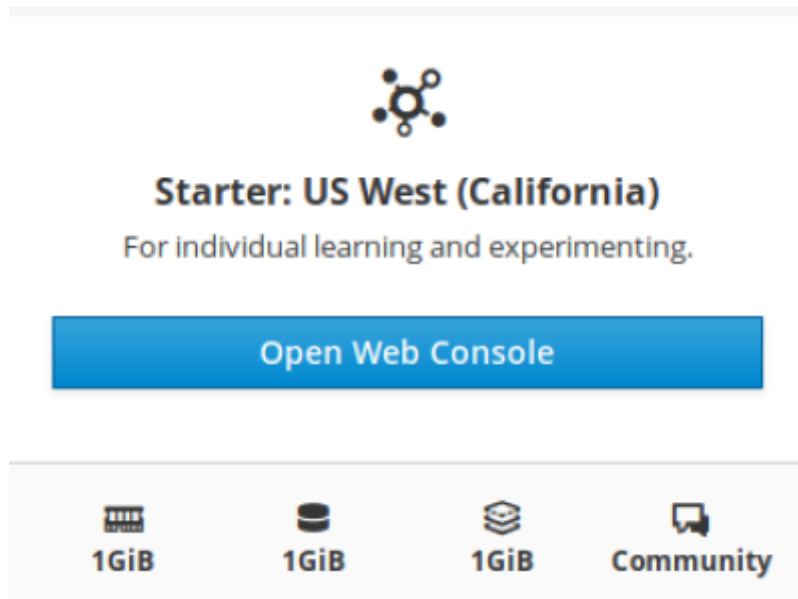 Starter: US West (California)
For individual learning and experimenting.
Open Web Console
1GiB 1GiB 1GiB Community